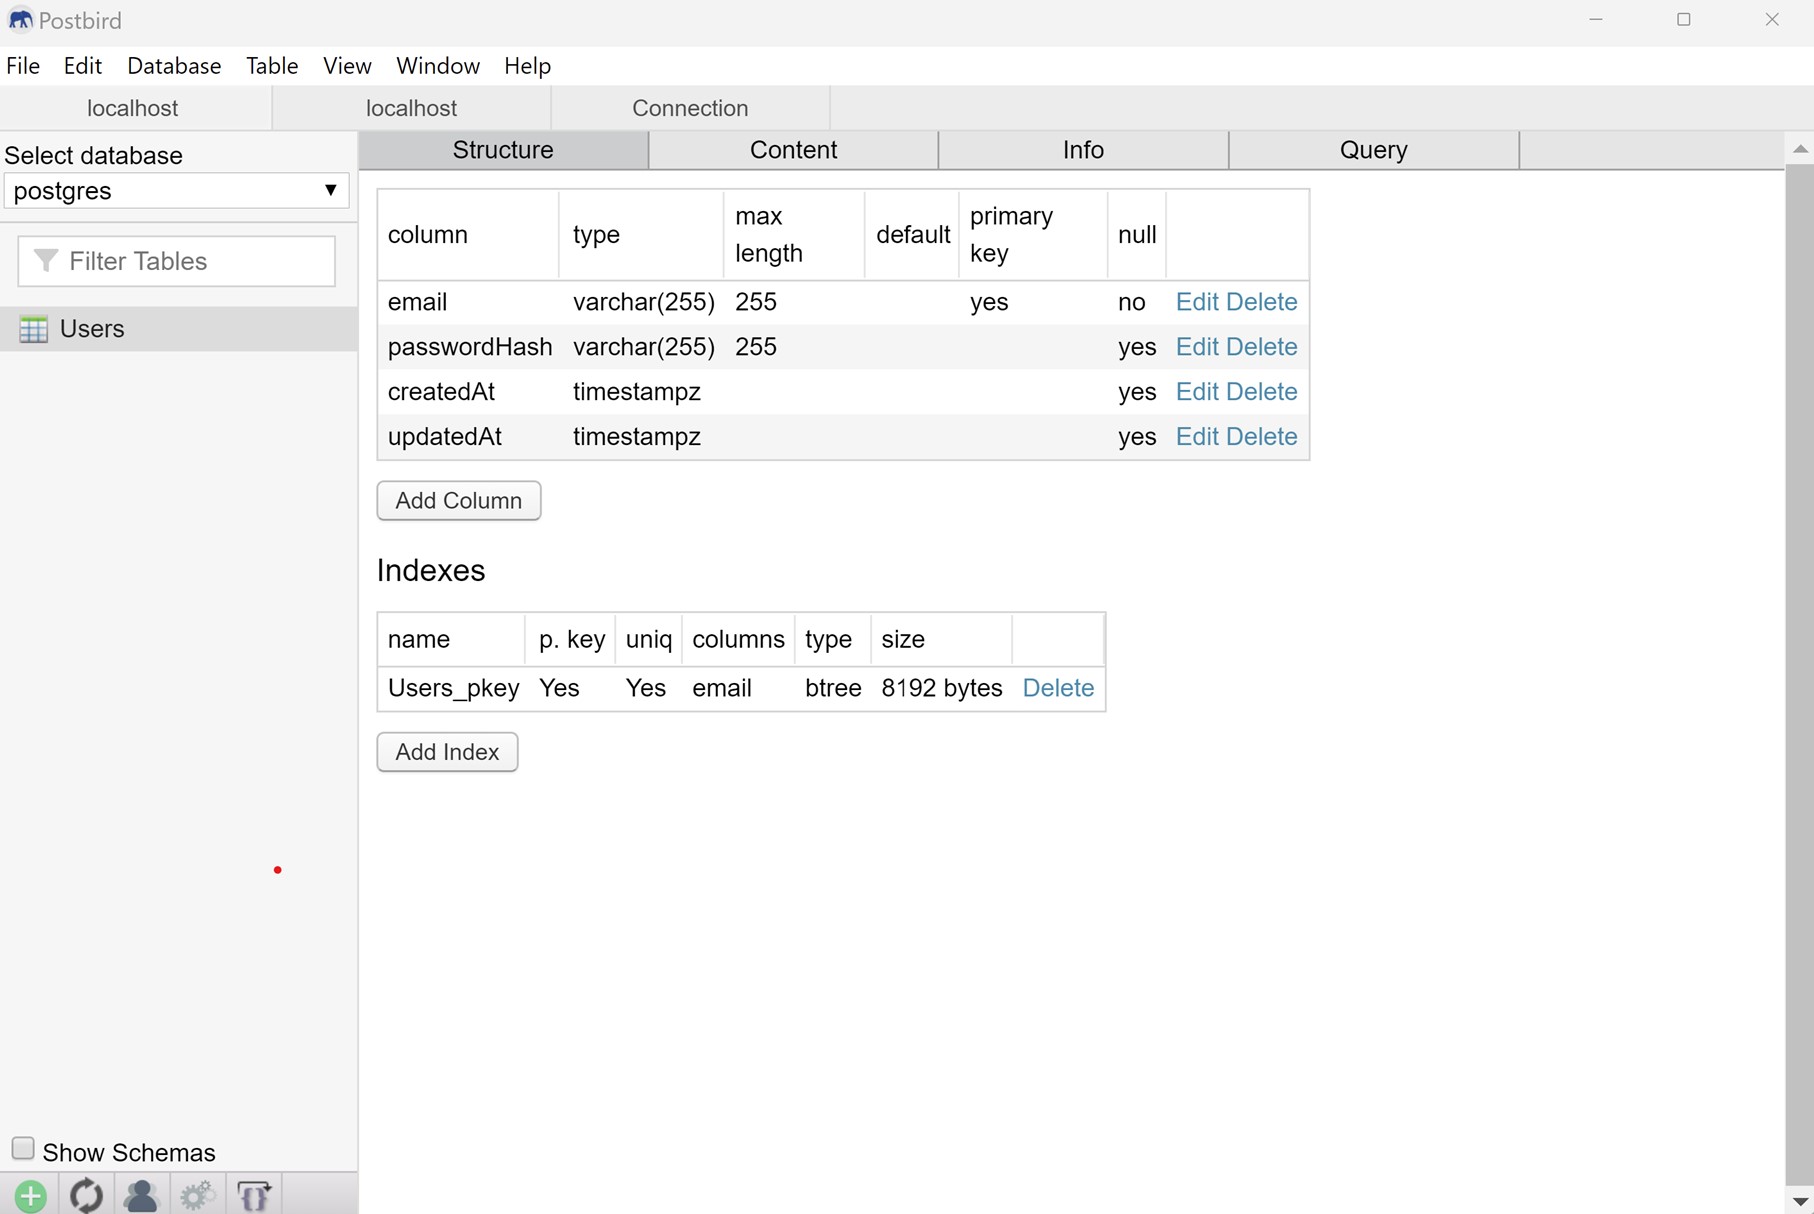 Postbird
File Edit Database Table View Window Help
localhost localhost Connection
Select database
postgres
Filter Tables
Users
Show Schemas
Structure Content Info Query
column type max length default primary key null
email varchar(255) 255 yes no Edit Delete
passwordHash varchar(255) 255 yes Edit Delete
createdAt timestampz yes Edit Delete
updatedAt timestampz yes Edit Delete
Add Column
Indexes
name p. key uniq columns type size
Users_pkey Yes Yes email btree 8192 bytes Delete
Add Index